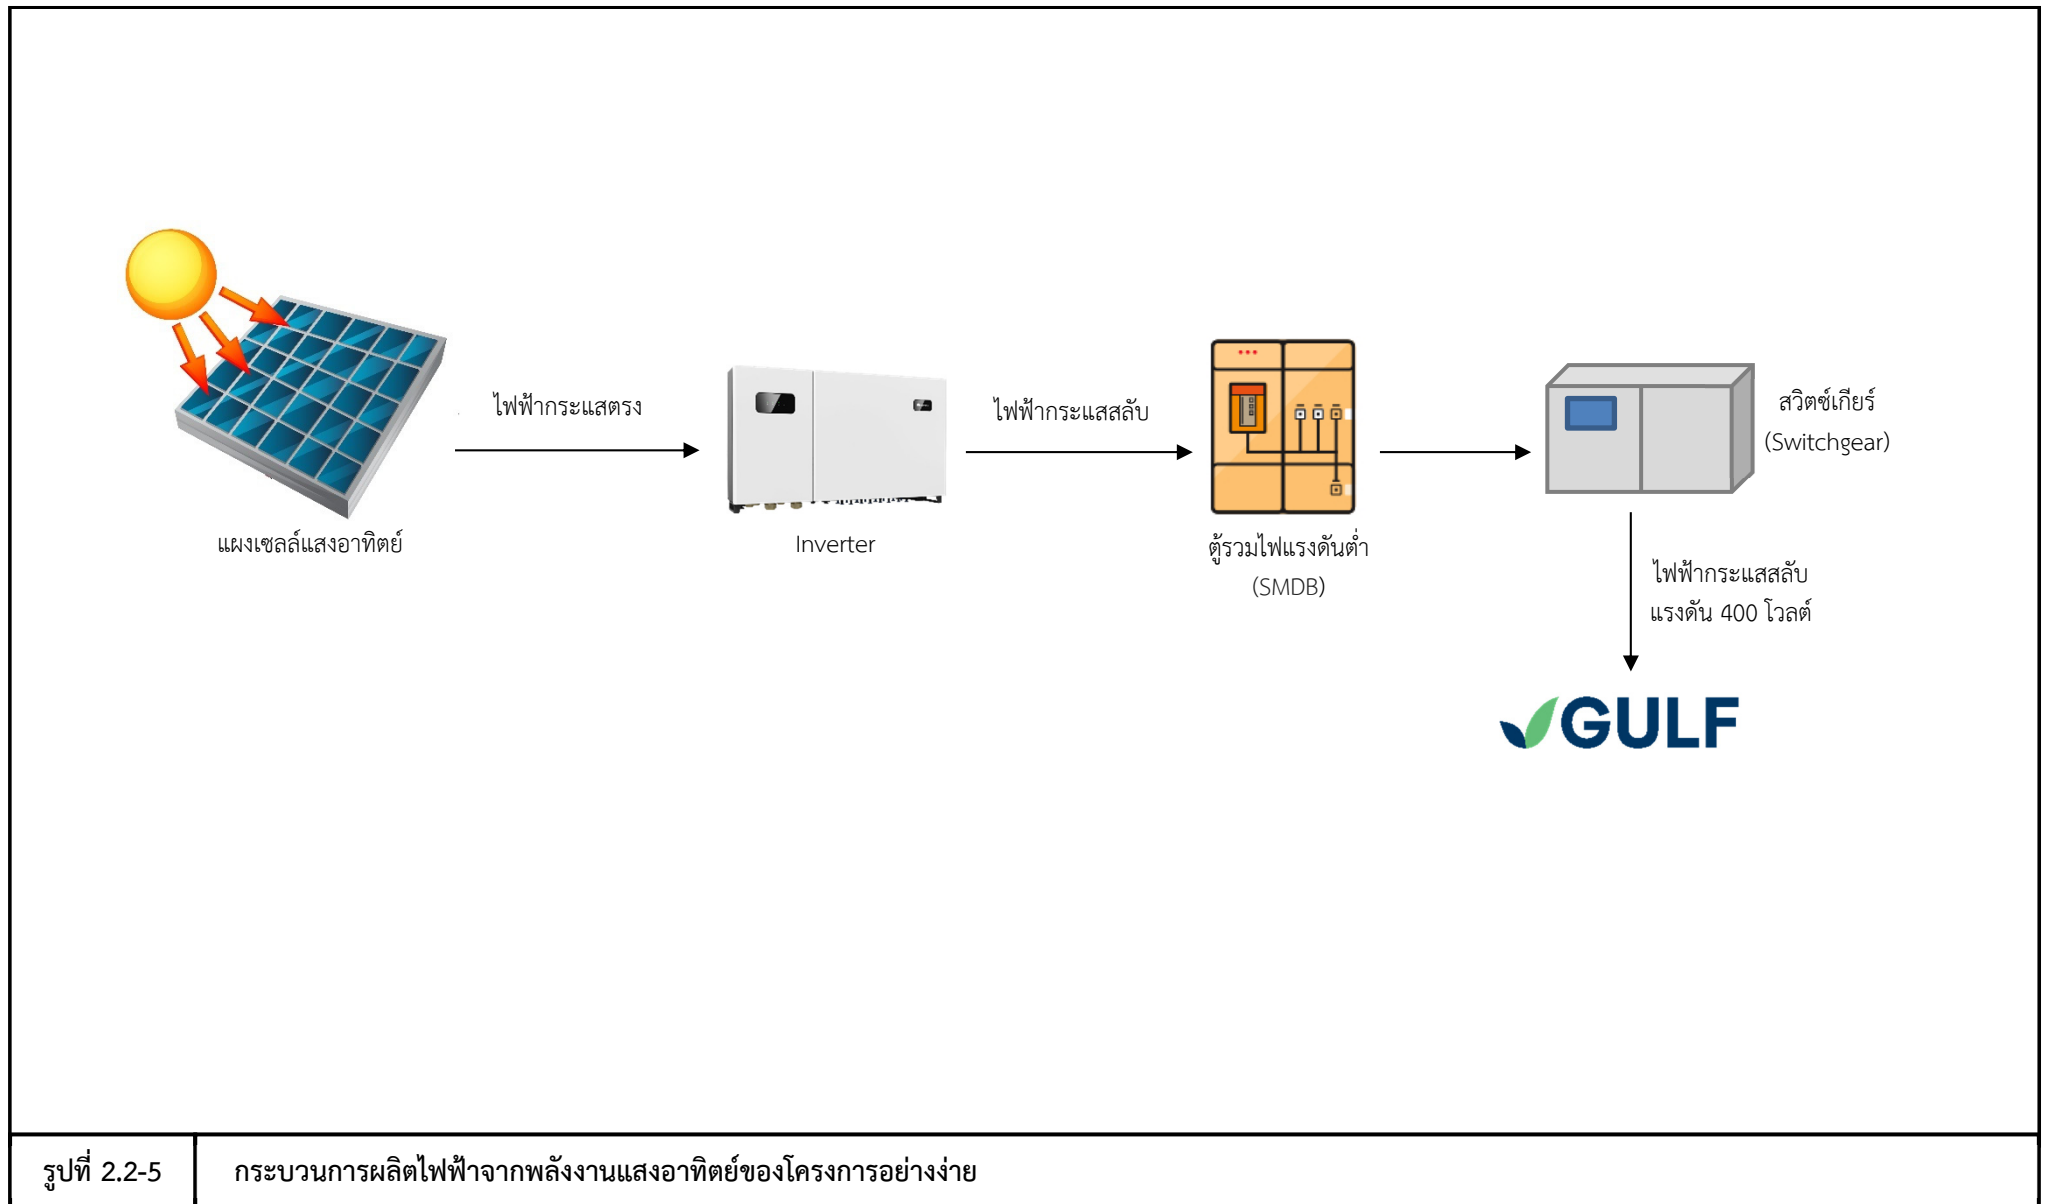 ไฟฟ้ากระแสตรง
ไฟฟ้ากระแสสลับ
สวิตซ์เกียร์
(Switchgear)
แผงเซลล์แสงอาทิตย์
Inverter
ตู้รวมไฟแรงดันต่ำ
(SMDB)
ไฟฟ้ากระแสสลับ
แรงดัน 400 โวลต์
GULF
รูปที่ 2.2-5
กระบวนการผลิตไฟฟ้าจากพลังงานแสงอาทิตย์ของโครงการอย่างง่าย